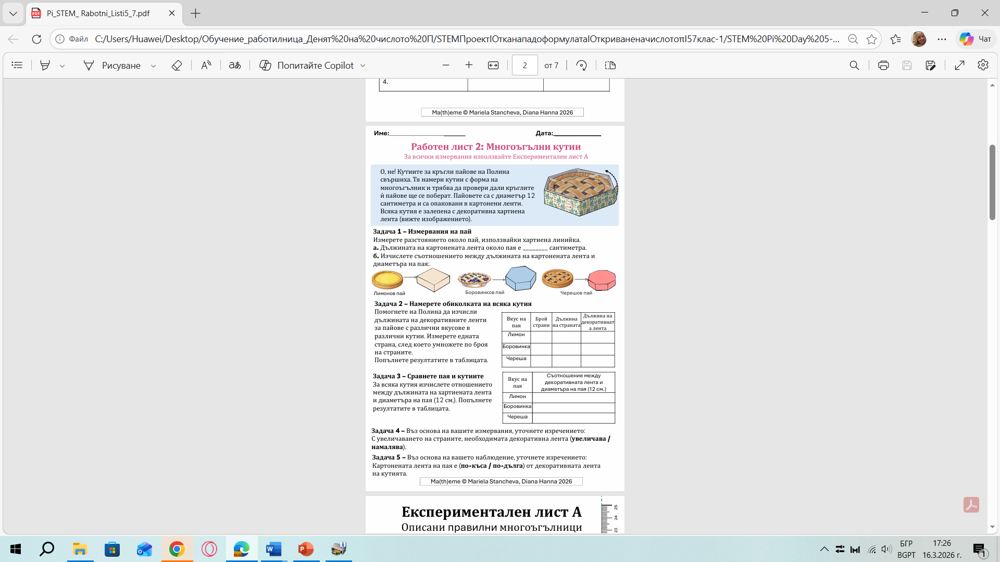 Pi_STEM_ Rabotni_Listi5_7.pdf
Файл C:/Users/Huawei/Desktop/Обучение_работилница_Денят%20на%20числото%20П/STEMПроектIОтканападоформулатаIОткриваненачислотоπI57клас-1/STEM%20Pi%20Day%205-...
Чат
Рисуване
аあ
Попитайте Copilot
2 от 7
4.
Ma(th)eme © Mariela Stancheva, Diana Hanna 2026
Име:______________________ Дата:______________
Работен лист 2: Многоъгълни кутии
За всички измервания използвайте Експериментален лист А
О, не! Кутиите за кръгли пайове на Полина
свършиха. Тя намери кутии с форма на
многоъгълник и трябва да провери дали кръглите
ѝ пайове ще се поберат. Пайовете са с диаметър 12
сантиметра и са опаковани в картонени ленти.
Всяка кутия е залепена с декоративна хартиена
лента (вижте изображението).
Задача 1 – Измервания на пай
Измерете разстоянието около пай, използвайки хартиена линийка.
а. Дължината на картонената лента около пая е ________ сантиметра.
б. Изчислете съотношението между дължината на картонената лента и
диаметъра на пая:.
Лимонов пай Боровинков пай Черешов пай
Задача 2 – Намерете обиколката на всяка кутия
Помогнете на Полина да изчисли
дължината на декоративните ленти
за пайове с различни вкусове в
различни кутии. Измерете едната
страна, след което умножете по броя
на страните.
Попълнете резултатите в таблицата.
Вкус на
пая
Брой
страни
Дължина
на страната
Дължина на
декоративнат
а лента
Лимон
Боровинка
Череша
Задача 3 – Сравнете пая и кутиите
За всяка кутия изчислете отношението
между дължината на хартиената лента
и диаметъра на пая (12 см.). Попълнете
резултатите в таблицата.
Вкус на
пая
Съотношение между
декоративната лента и
диаметъра на пая (12 см.)
Лимон
Боровинка
Череша
Задача 4 – Въз основа на вашите измервания, уточнете изречението:
С увеличаването на страните, необходимата декоративна лента (увеличава /
намалява).
Задача 5 – Въз основа на вашето наблюдение, уточнете изречението:
Картонената лента на пая е (по-къса / по-дълга) от декоративната лента
на кутията.
Ma(th)eme © Mariela Stancheva, Diana Hanna 2026
Експериментален лист А
Описани правилни многоъгълници
25
24
23
БГР
BGPT
17:26
16.3.2026 г.
1